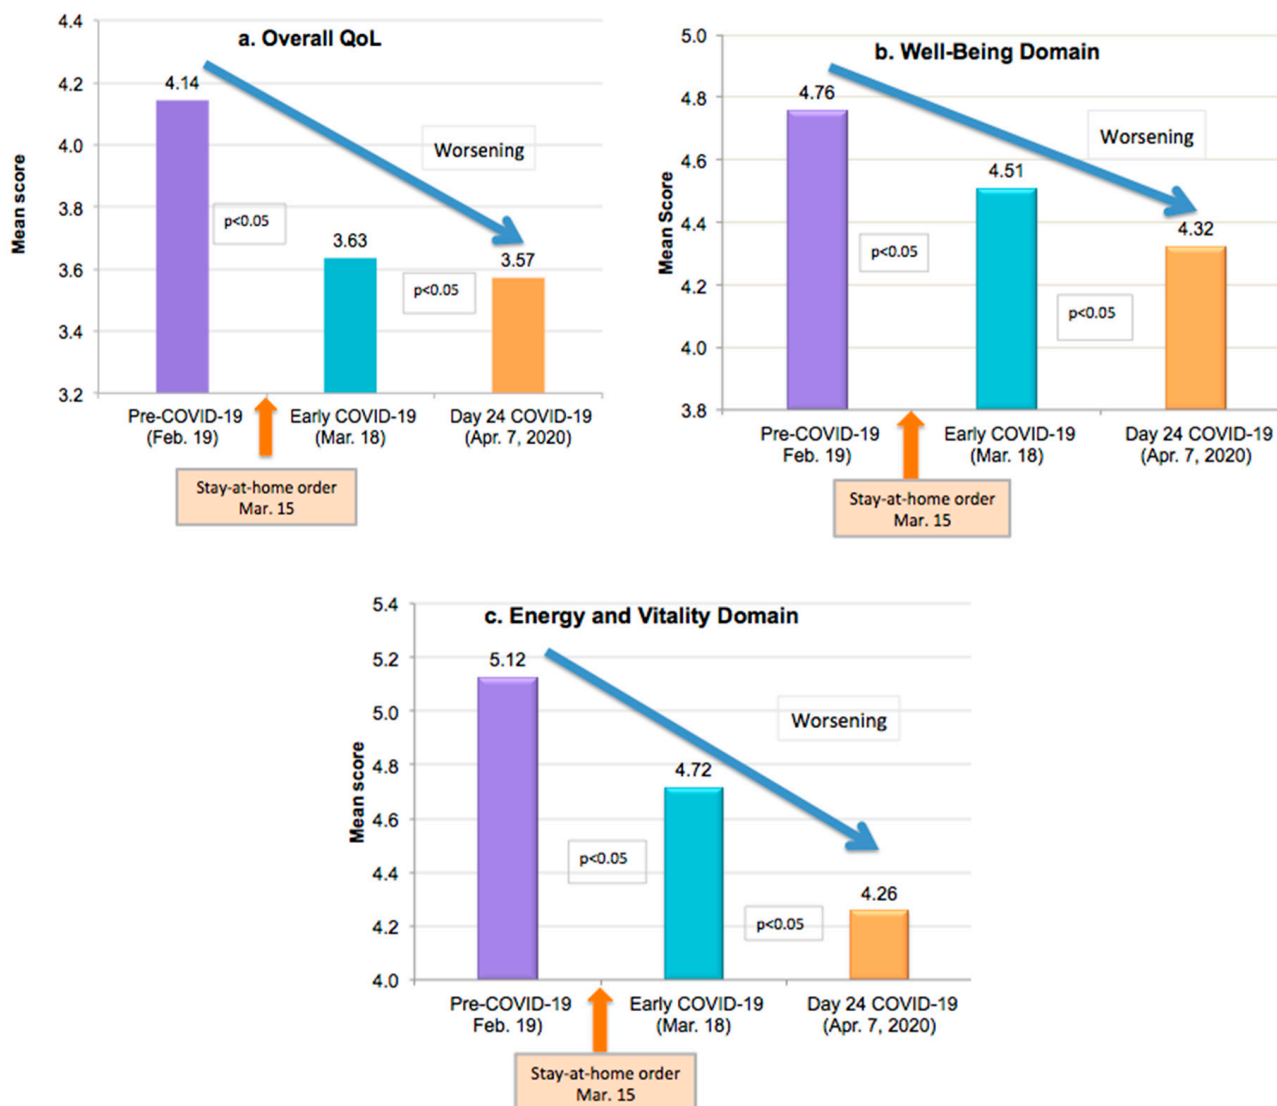 a. Overall QoL
Mean score
4.4
4.2
4.0
3.8
3.6
3.4
3.2
4.14
3.63
3.57
Worsening
p<0.05
p<0.05
Pre-COVID-19
(Feb. 19)
Early COVID-19
(Mar. 18)
Day 24 COVID-19
(Apr. 7, 2020)
Stay-at-home order
Mar. 15
b. Well-Being Domain
Mean Score
5.0
4.8
4.6
4.4
4.2
4.0
3.8
4.76
4.51
4.32
Worsening
p<0.05
p<0.05
Pre-COVID-19
Feb. 19)
Early COVID-19
(Mar. 18)
Day 24 COVID-19
(Apr. 7, 2020)
Stay-at-home order
Mar. 15
c. Energy and Vitality Domain
Mean score
5.4
5.2
5.0
4.8
4.6
4.4
4.2
4.0
5.12
4.72
4.26
Worsening
p<0.05
p<0.05
Pre-COVID-19
Feb. 19)
Early COVID-19
(Mar. 18)
Day 24 COVID-19
(Apr. 7, 2020)
Stay-at-home order
Mar. 15